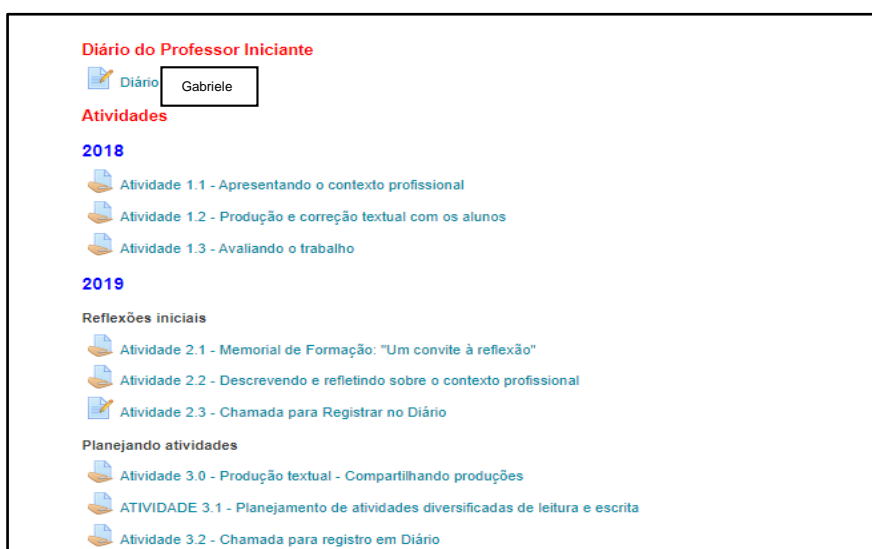 Diário do Professor Iniciante
Diário Gabriele
Atividades
2018
Atividade 1.1 - Apresentando o contexto profissional
Atividade 1.2 - Produção e correção textual com os alunos
Atividade 1.3 - Avaliando o trabalho
2019
Reflexões iniciais
Atividade 2.1 - Memorial de Formação: "Um convite à reflexão"
Atividade 2.2 - Descrevendo e refletindo sobre o contexto profissional
Atividade 2.3 - Chamada para Registrar no Diário
Planejando atividades
Atividade 3.0 - Produção textual - Compartilhando produções
ATIVIDADE 3.1 - Planejamento de atividades diversificadas de leitura e escrita
Atividade 3.2 - Chamada para registro em Diário